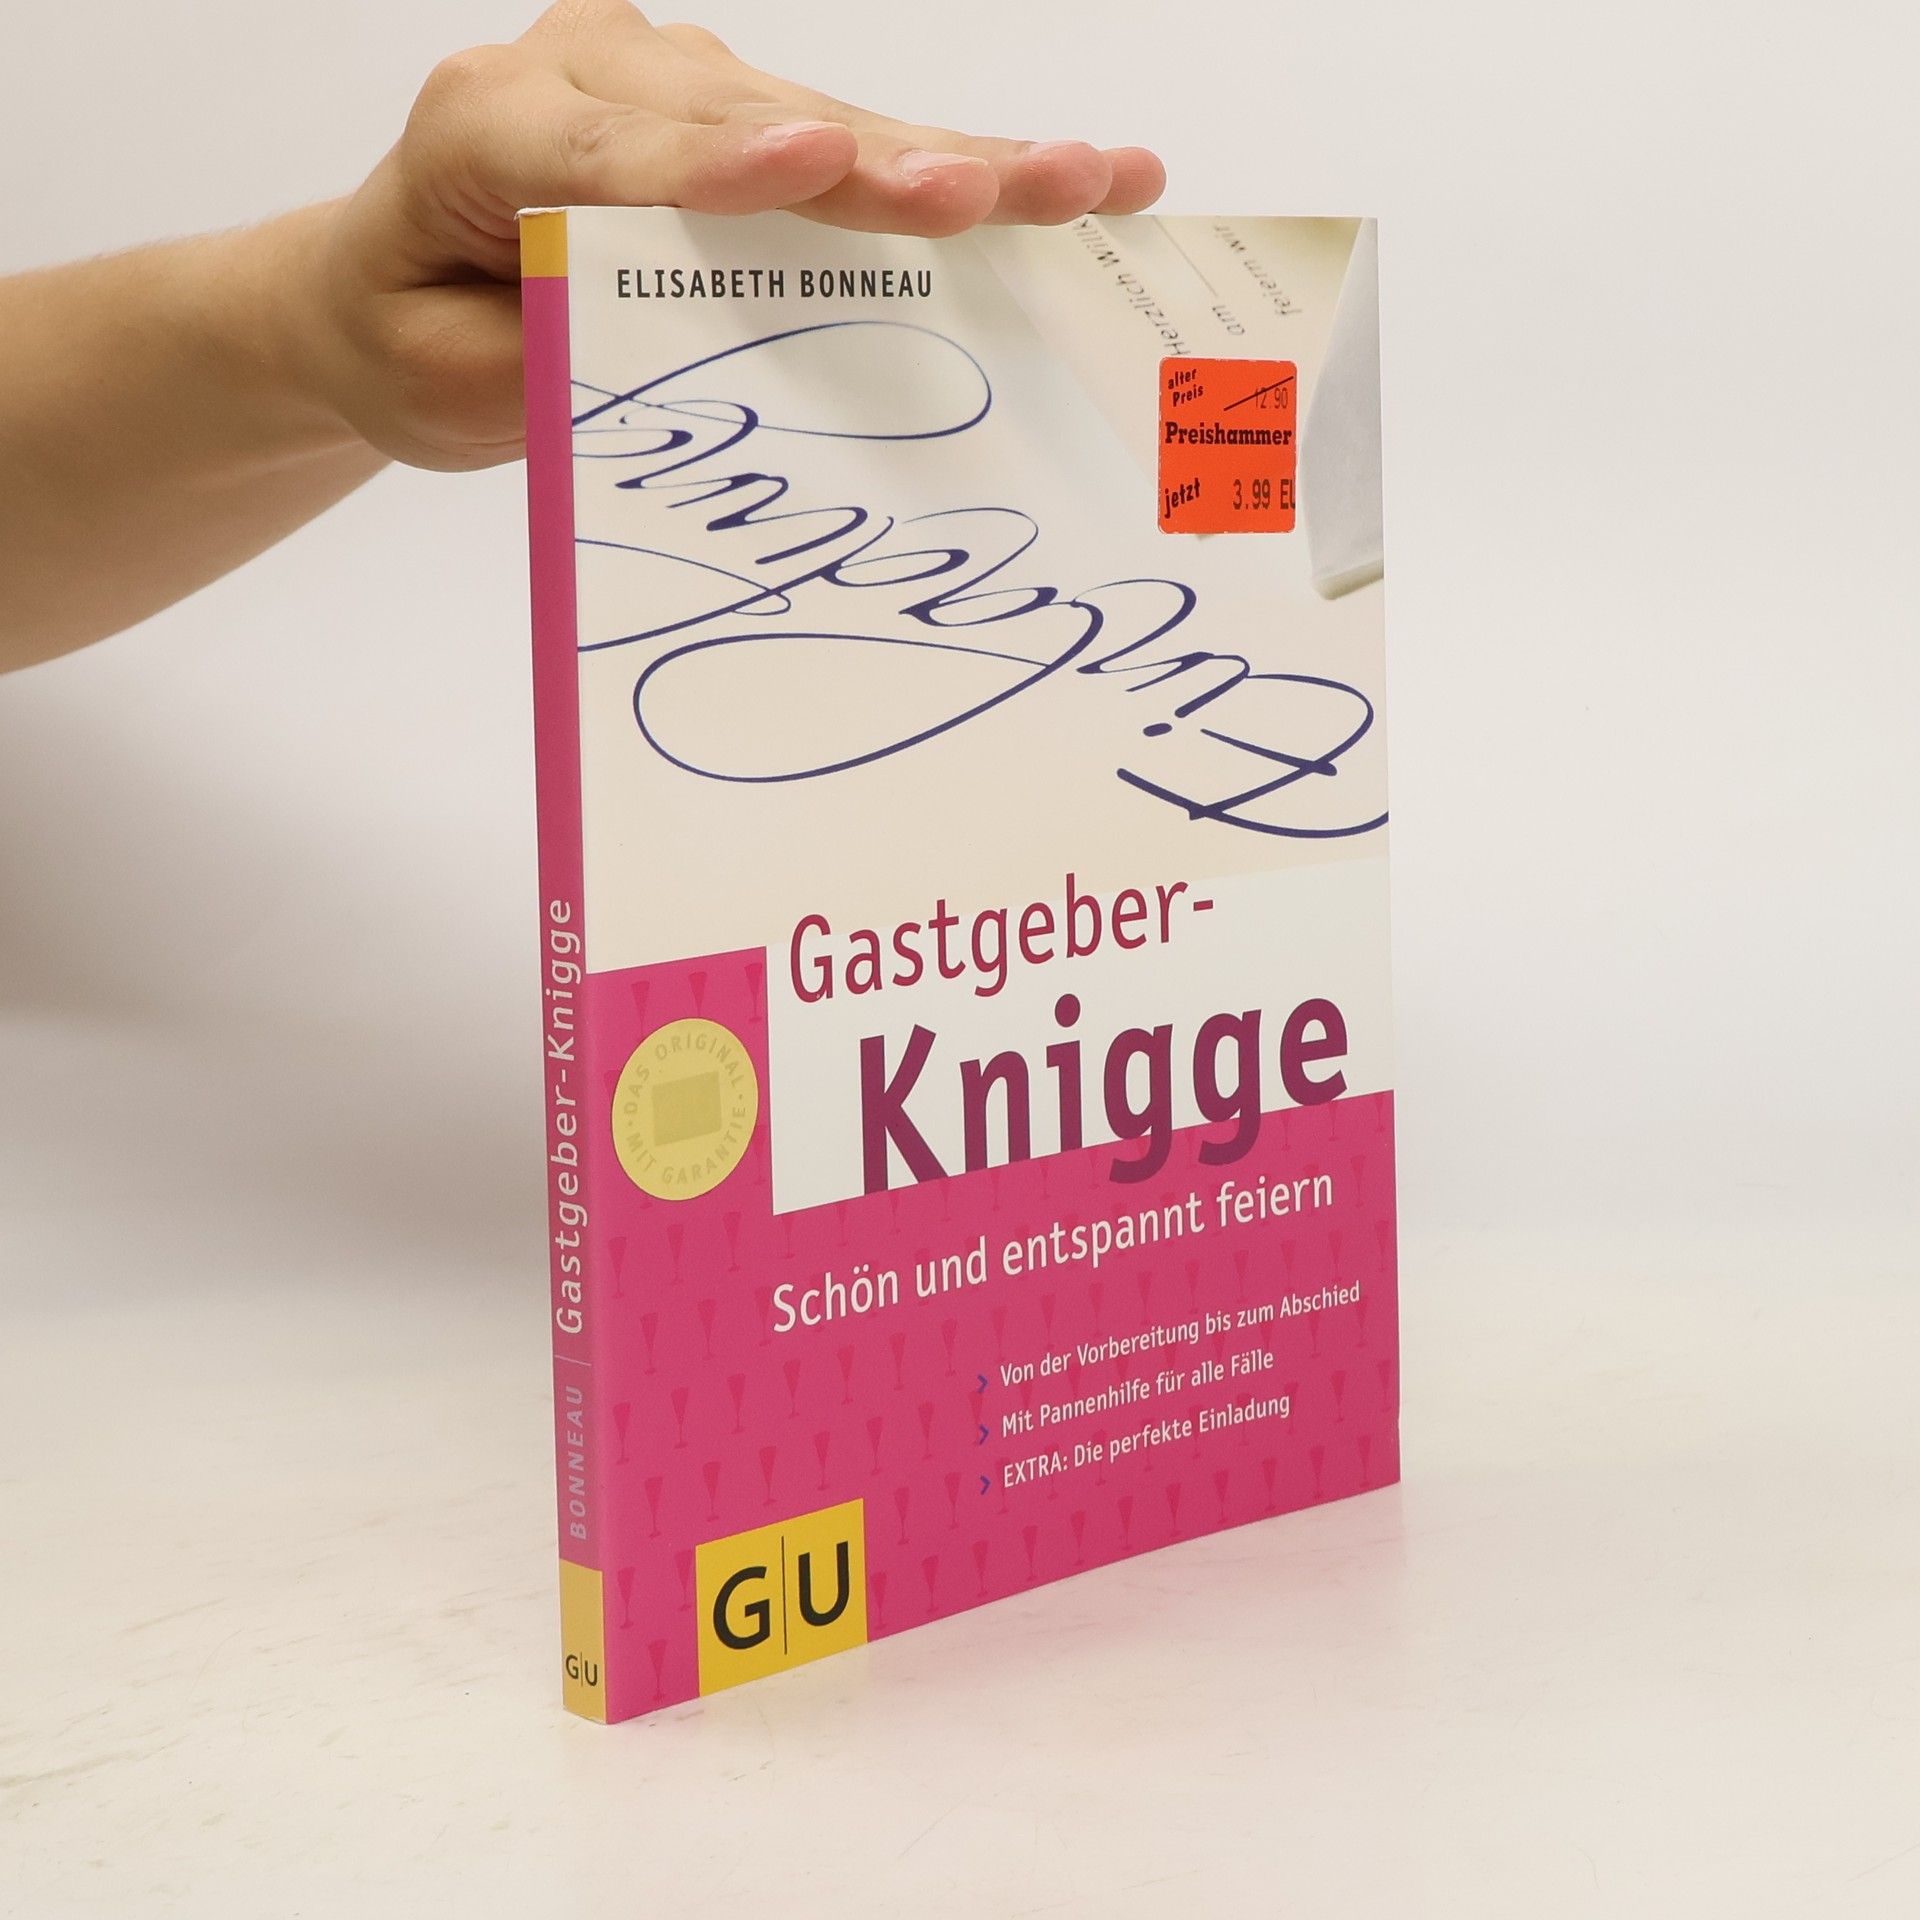 ELISABETH BONNEAU
Herzlich Willk
am
feiern wir
alter
Preis
12.90
Preishammer
jetzt 3.99 EU
Einladung
Gastgeber-
Knigge
DAS ORIGINAL
MIT GARANTIE
Schön und entspannt feiern
Von der Vorbereitung bis zum Abschied
Mit Pannenhilfe für alle Fälle
EXTRA: Die perfekte Einladung
G|U
BONNEAU | Gastgeber-Knigge
G|U